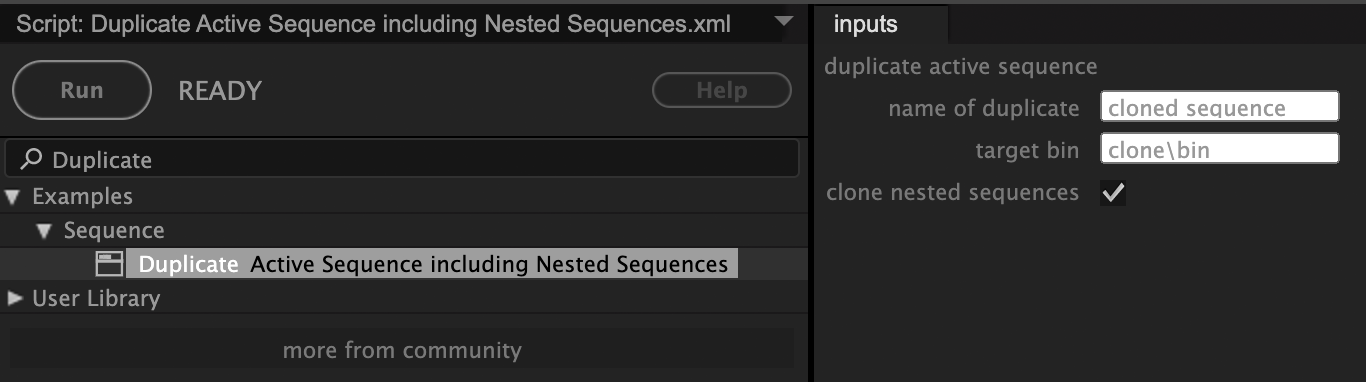 Script: Duplicate Active Sequence including Nested Sequences.xml
Run READY Help
Duplicate
Examples
Sequence
Duplicate Active Sequence including Nested Sequences
User Library
more from community
inputs
duplicate active sequence
name of duplicate cloned sequence
target bin clone\bin
clone nested sequences